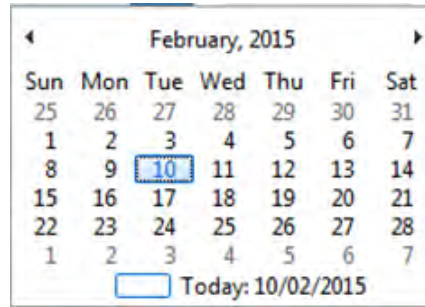 February, 2015
Sun Mon Tue Wed Thu Fri Sat
25 26 27 28 29 30 31
1 2 3 4 5 6 7
8 9 10 11 12 13 14
15 16 17 18 19 20 21
22 23 24 25 26 27 28
1 2 3 4 5 6 7
Today: 10/02/2015